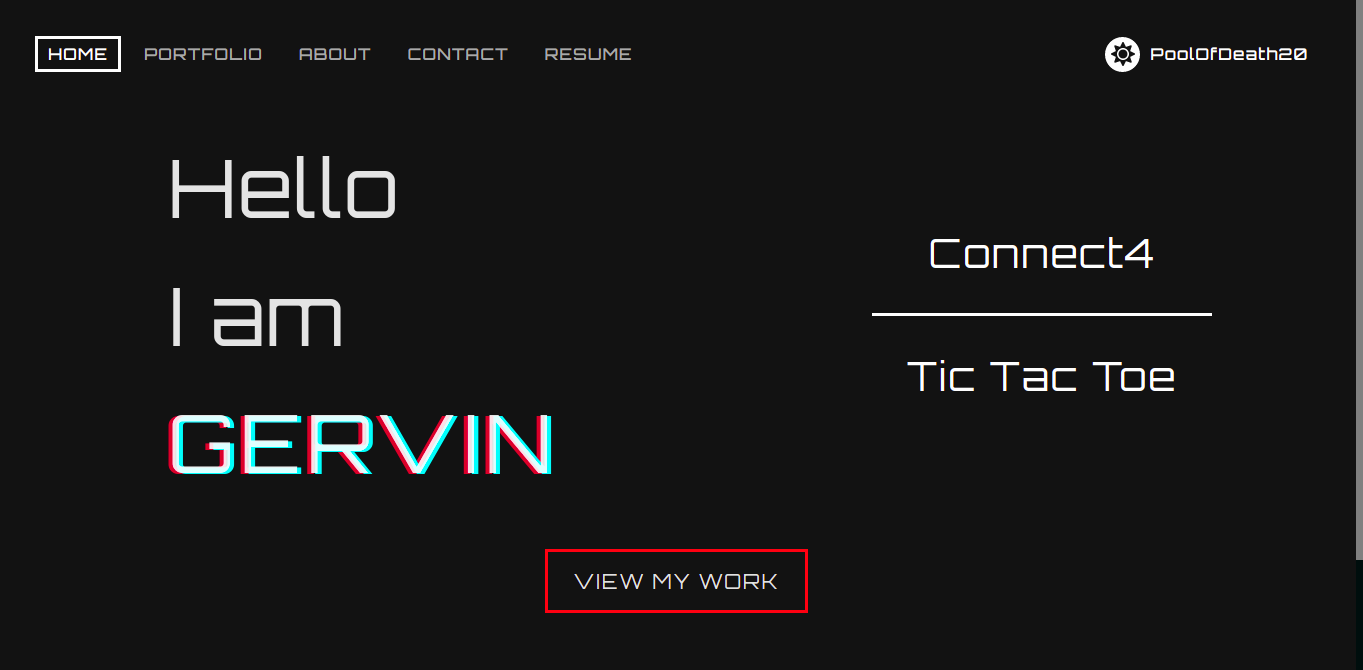 HOME PORTFOLIO ABOUT CONTACT RESUME PoolOfDeath20
Hello
I am
GERVIN
Connect4
Tic Tac Toe
VIEW MY WORK